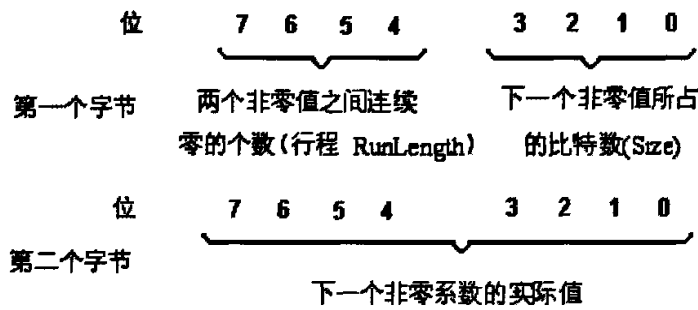 位 7 6 5 4 3 2 1 0
第一个字节 两个非零值之间连续 下一个非零值所占
零的个数(行程 RunLength) 的比特数(Size)
位 7 6 5 4 3 2 1 0
第二个字节
下一个非零系数的实际值